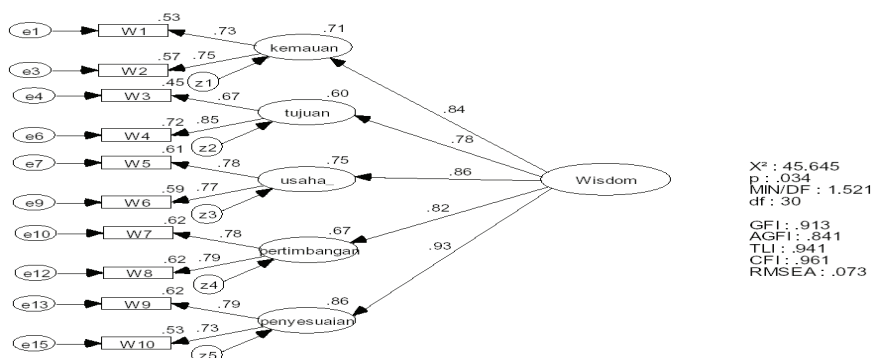 .53
.71
e1 W1 .73
kemauan
.57 .75
e3 W2 z1
.45
e4 W3 .67 .60 .84
tujuan
.72 .85 .78
e6 W4 z2
.61
e7 W5 .78 .75
usaha_ .86 Wisdom
.59 .77
e9 W6 z3
.62 .67 .82
e10 W7 .78
pertimbangan
.62 .79 .93
e12 W8 z4
.62
e13 W9 .79 .86
penyesuaian
.53 .73
e15 W10 z5
X² : 45.645
p : .034
MIN/DF : 1.521
df : 30
GFI : .913
AGFI : .841
TLI : .941
CFI : .961
RMSEA : .073